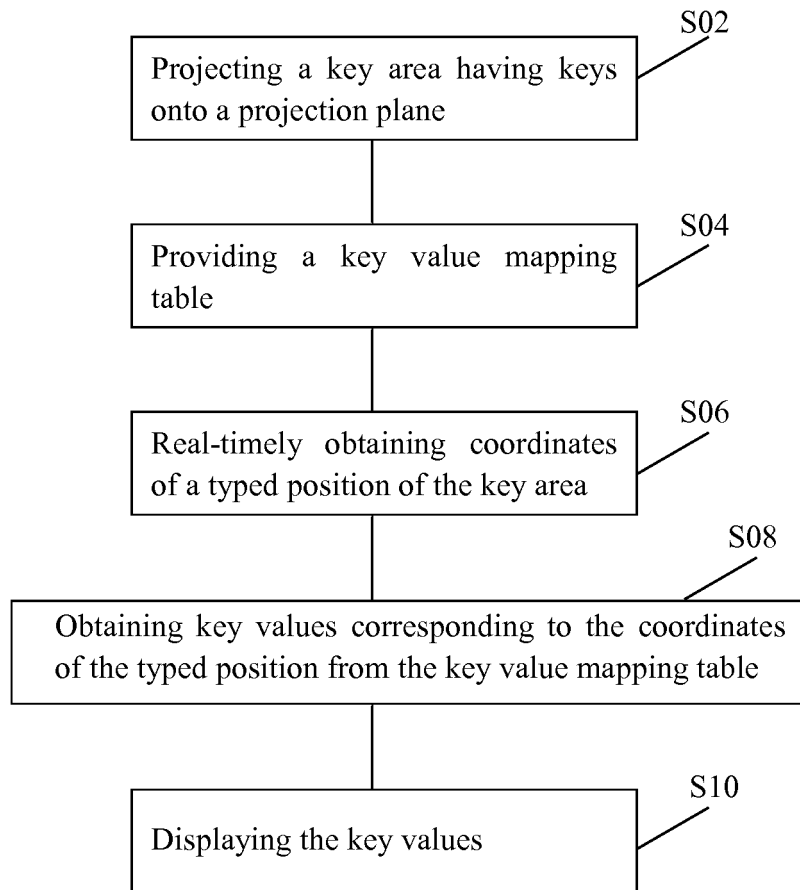 S02
Projecting a key area having keys
onto a projection plane
S04
Providing a key value mapping
table
S06
Real-timely obtaining coordinates
of a typed position of the key area
S08
Obtaining key values corresponding to the coordinates
of the typed position from the key value mapping table
S10
Displaying the key values